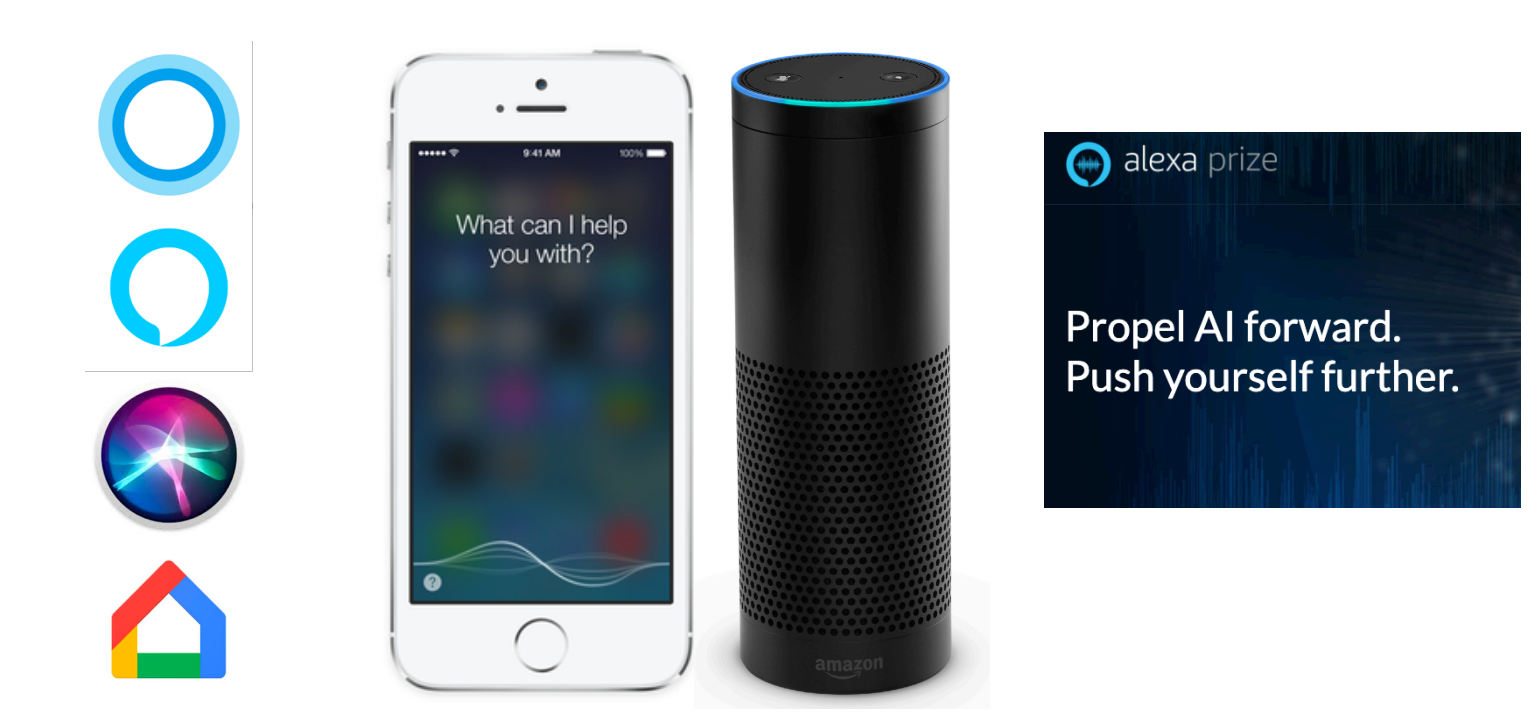 9:41 AM
100%
What can I help
you with?
?
amazon
alexa prize
Propel AI forward.
Push yourself further.